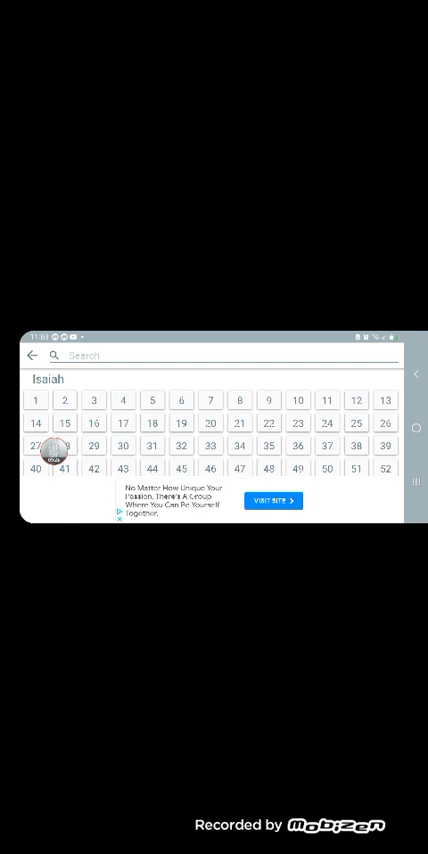 11:53
Search
Isaiah
1 2 3 4 5 6 7 8 9 10 11 12 13
14 15 16 17 18 19 20 21 22 23 24 25 26
27 29 30 31 32 33 34 35 36 37 38 39
40 41 42 43 44 45 46 47 48 49 50 51 52
No Matter How Unique Your
Passion, There's A Group
Where You Can Be Yourself
Together.
VISIT SITE
Recorded by Mobizen